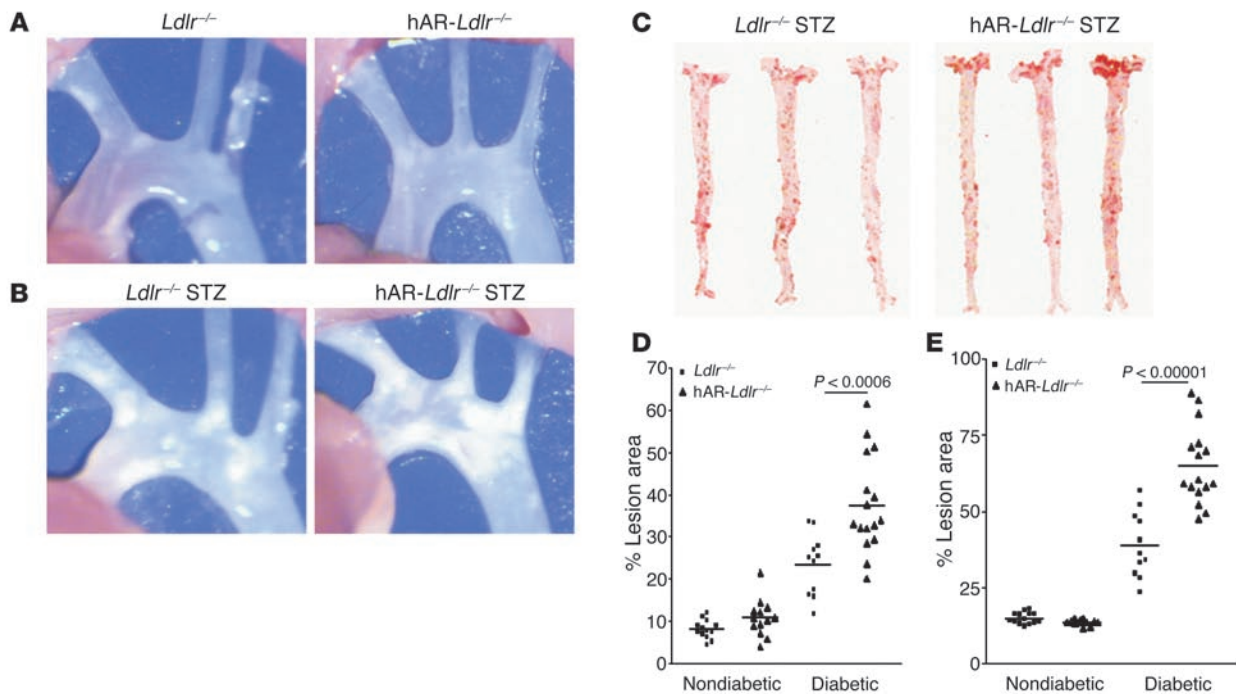 A
Ldlr⁻/⁻
hAR-Ldlr⁻/⁻
B
Ldlr⁻/⁻ STZ
hAR-Ldlr⁻/⁻ STZ
C
Ldlr⁻/⁻ STZ
hAR-Ldlr⁻/⁻ STZ
D
70
60
50
40
30
20
10
0
% Lesion area
Ldlr⁻/⁻
hAR-Ldlr⁻/⁻
P < 0.0006
Nondiabetic
Diabetic
E
100
75
50
25
0
% Lesion area
Ldlr⁻/⁻
hAR-Ldlr⁻/⁻
P < 0.00001
Nondiabetic
Diabetic